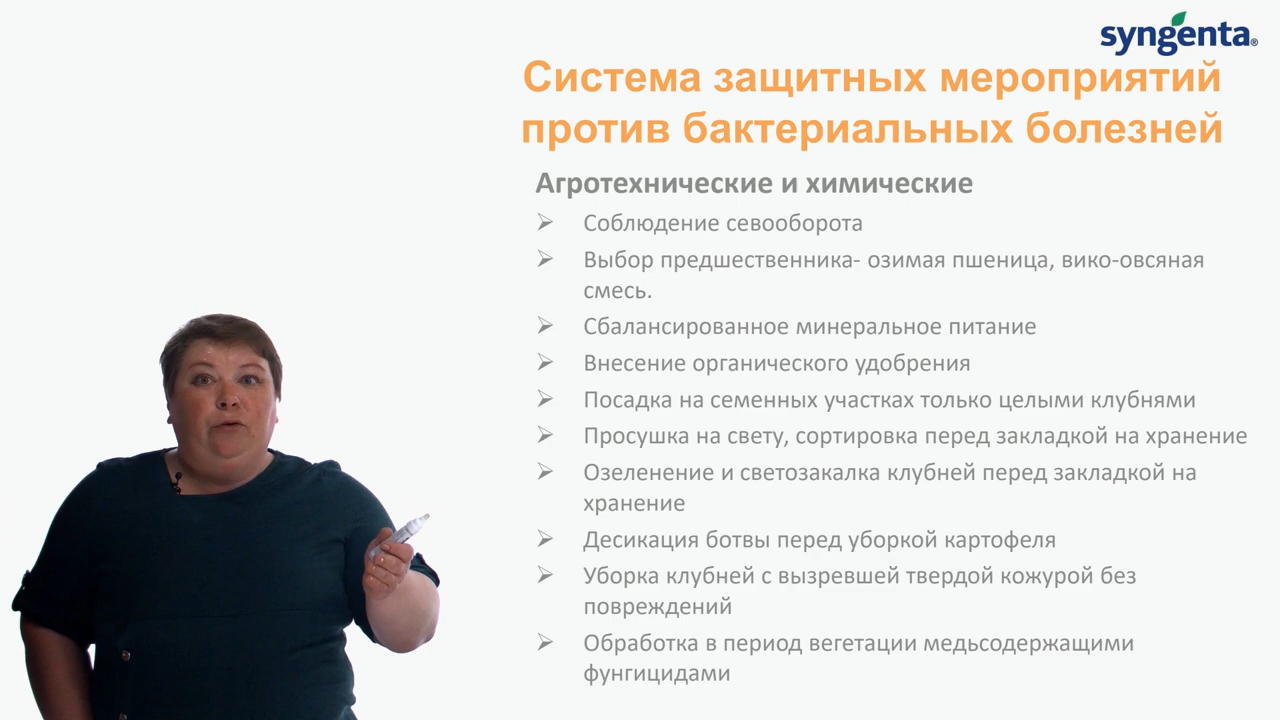 syngenta®
Система защитных мероприятий
против бактериальных болезней
Агротехнические и химические
➢ Соблюдение севооборота
➢ Выбор предшественника- озимая пшеница, вико-овсяная
смесь.
➢ Сбалансированное минеральное питание
➢ Внесение органического удобрения
➢ Посадка на семенных участках только целыми клубнями
➢ Просушка на свету, сортировка перед закладкой на хранение
➢ Озеленение и светозакалка клубней перед закладкой на
хранение
➢ Десикация ботвы перед уборкой картофеля
➢ Уборка клубней с вызревшей твердой кожурой без
повреждений
➢ Обработка в период вегетации медьсодержащими
фунгицидами